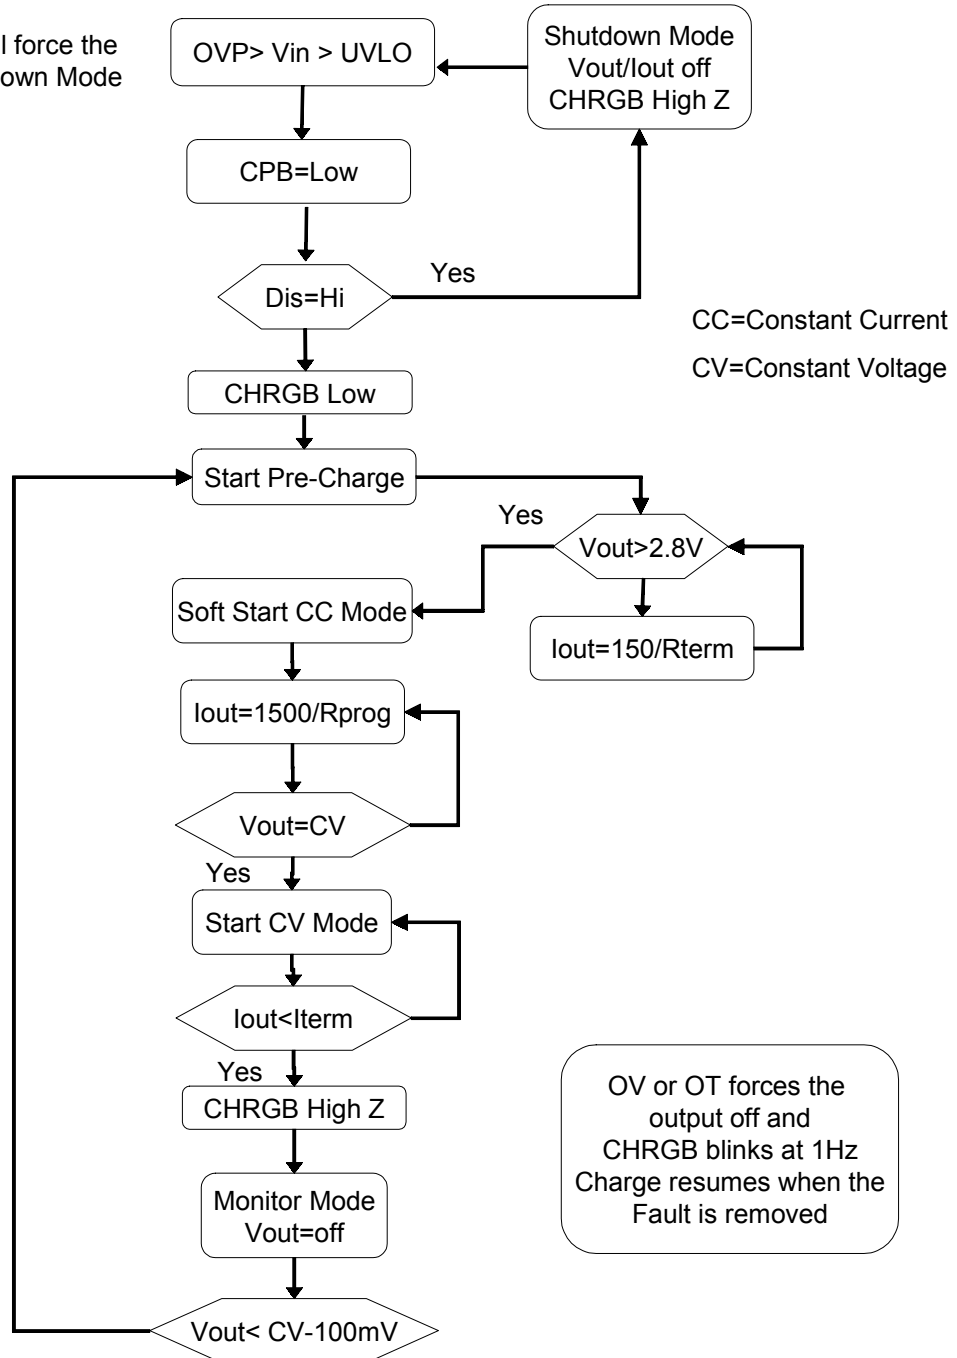 l force the
own Mode
OVP> Vin > UVLO
Shutdown Mode
Vout/Iout off
CHRGB High Z
CPB=Low
Yes
Dis=Hi
CC=Constant Current
CV=Constant Voltage
CHRGB Low
Start Pre-Charge
Yes
Vout>2.8V
Soft Start CC Mode
Iout=150/Rterm
Iout=1500/Rprog
Vout=CV
Yes
Start CV Mode
Iout<Iterm
Yes
CHRGB High Z
OV or OT forces the
output off and
CHRGB blinks at 1Hz
Charge resumes when the
Fault is removed
Monitor Mode
Vout=off
Vout< CV-100mV